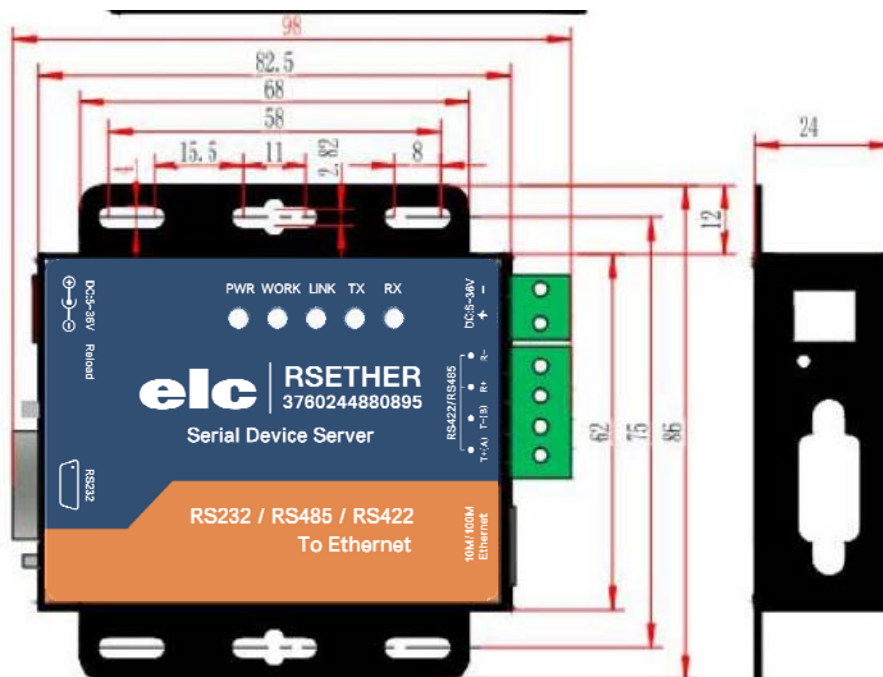 98
82.5
68
58
15.5
11
2.82
8
4
24
12
DC:5-36V
Reload
RS232
PWR WORK LINK TX RX
DC:5-36V
+ −
elc
RSETHER
3760244880895
Serial Device Server
RS422/RS485
R−
R+
T−(B)
T+(A)
62
75
86
RS232 / RS485 / RS422
To Ethernet
10M/100M
Ethernet